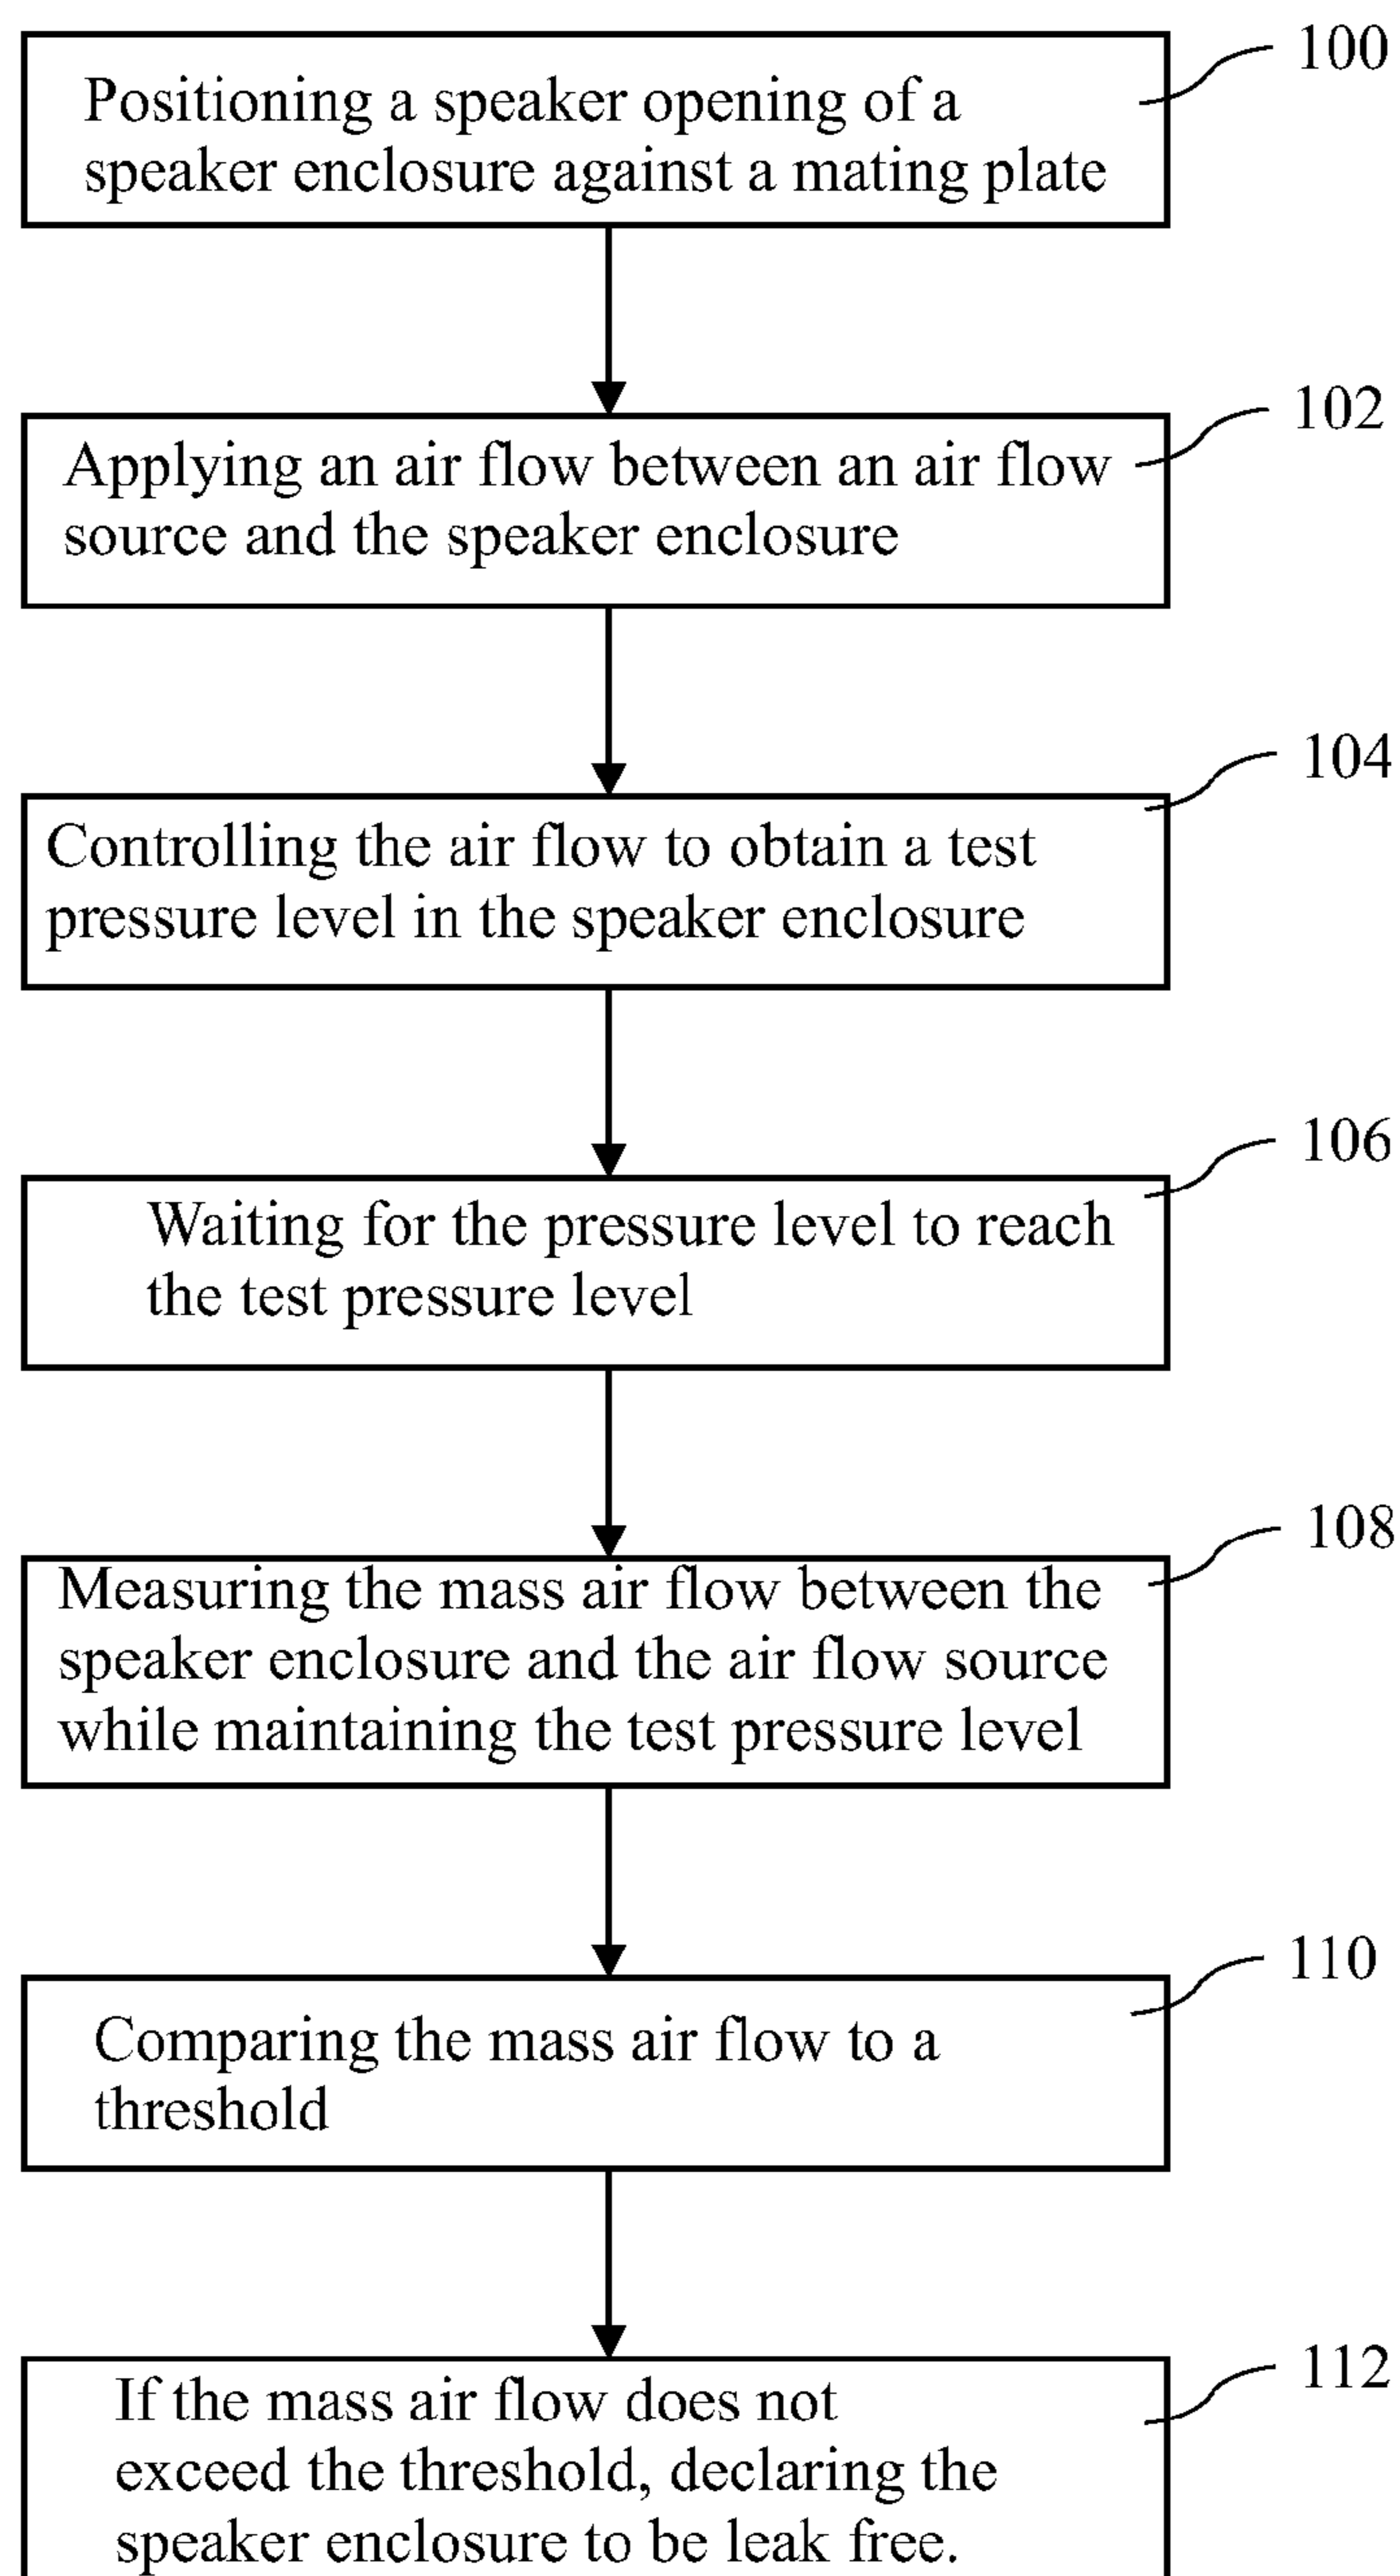 100
Positioning a speaker opening of a
speaker enclosure against a mating plate
102
Applying an air flow between an air flow
source and the speaker enclosure
104
Controlling the air flow to obtain a test
pressure level in the speaker enclosure
106
Waiting for the pressure level to reach
the test pressure level
108
Measuring the mass air flow between the
speaker enclosure and the air flow source
while maintaining the test pressure level
110
Comparing the mass air flow to a
threshold
112
If the mass air flow does not
exceed the threshold, declaring the
speaker enclosure to be leak free.